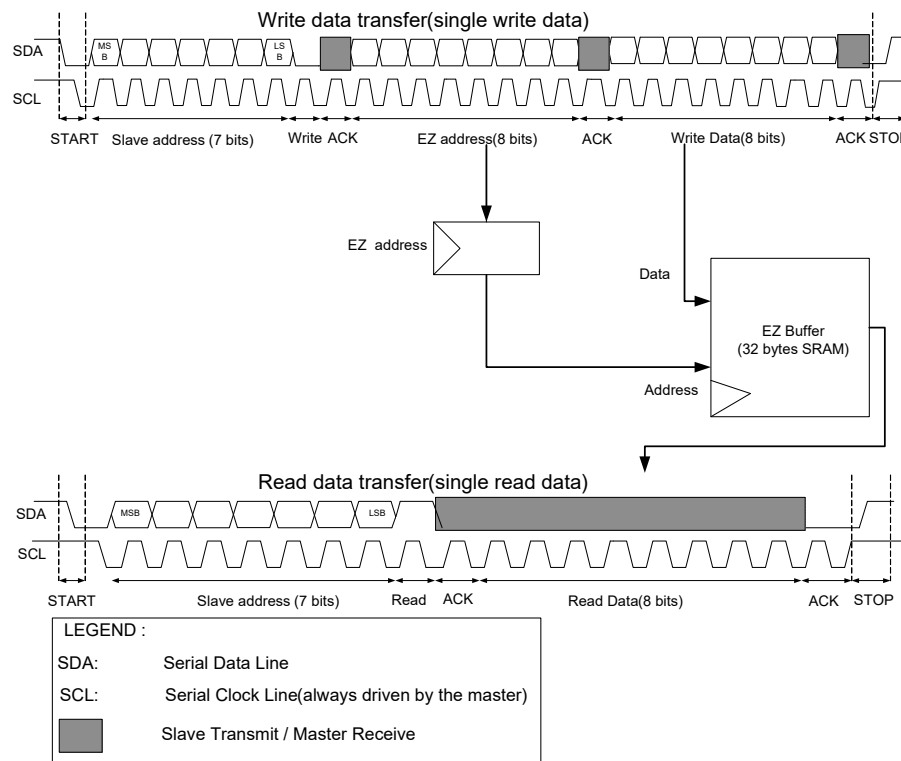 Write data transfer(single write data)
SDA
MS
B
LS
B
SCL
START Slave address (7 bits) Write ACK EZ address(8 bits) ACK Write Data(8 bits) ACK STOP
EZ address
Data
EZ Buffer
(32 bytes SRAM)
Address
Read data transfer(single read data)
SDA MSB LSB
SCL
START Slave address (7 bits) Read ACK Read Data(8 bits) ACK STOP
LEGEND :
SDA: Serial Data Line
SCL: Serial Clock Line(always driven by the master)
Slave Transmit / Master Receive